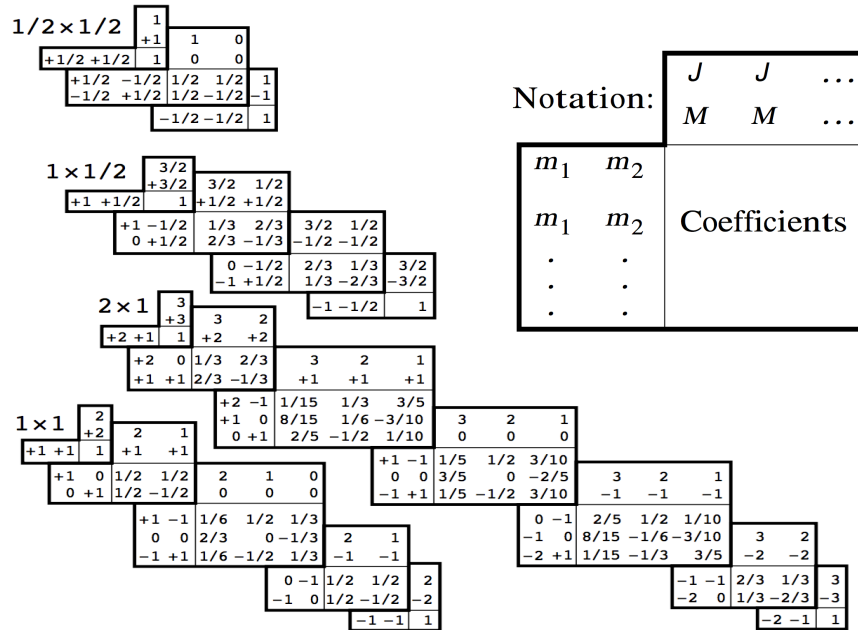 1/2×1/2
1
+1 1 0
+1/2 +1/2 1 0 0
+1/2 −1/2 1/2 1/2 1
−1/2 +1/2 1/2 −1/2 −1
−1/2 −1/2 1
Notation:
J J ...
M M ...
m1 m2
m1 m2 Coefficients
. .
. .
. .
1×1/2
3/2
+3/2 3/2 1/2
+1 +1/2 1 +1/2 +1/2
+1 −1/2 1/3 2/3 3/2 1/2
0 +1/2 2/3 −1/3 −1/2 −1/2
0 −1/2 2/3 1/3 3/2
−1 +1/2 1/3 −2/3 −3/2
−1 −1/2 1
2×1
3
+3 3 2
+2 +1 1 +2 +2
+2 0 1/3 2/3 3 2 1
+1 +1 2/3 −1/3 +1 +1 +1
+2 −1 1/15 1/3 3/5
+1 0 8/15 1/6 −3/10 3 2 1
0 +1 2/5 −1/2 1/10 0 0 0
+1 −1 1/5 1/2 3/10
0 0 3/5 0 −2/5 3 2 1
−1 +1 1/5 −1/2 3/10 −1 −1 −1
0 −1 2/5 1/2 1/10
−1 0 8/15 −1/6 −3/10 3 2
−2 +1 1/15 −1/3 3/5 −2 −2
−1 −1 2/3 1/3 3
−2 0 1/3 −2/3 −3
−2 −1 1
1×1
2
+2 2 1
+1 +1 1 +1 +1
+1 0 1/2 1/2 2 1 0
0 +1 1/2 −1/2 0 0 0
+1 −1 1/6 1/2 1/3
0 0 2/3 0 −1/3 2 1
−1 +1 1/6 −1/2 1/3 −1 −1
0 −1 1/2 1/2 2
−1 0 1/2 −1/2 −2
−1 −1 1